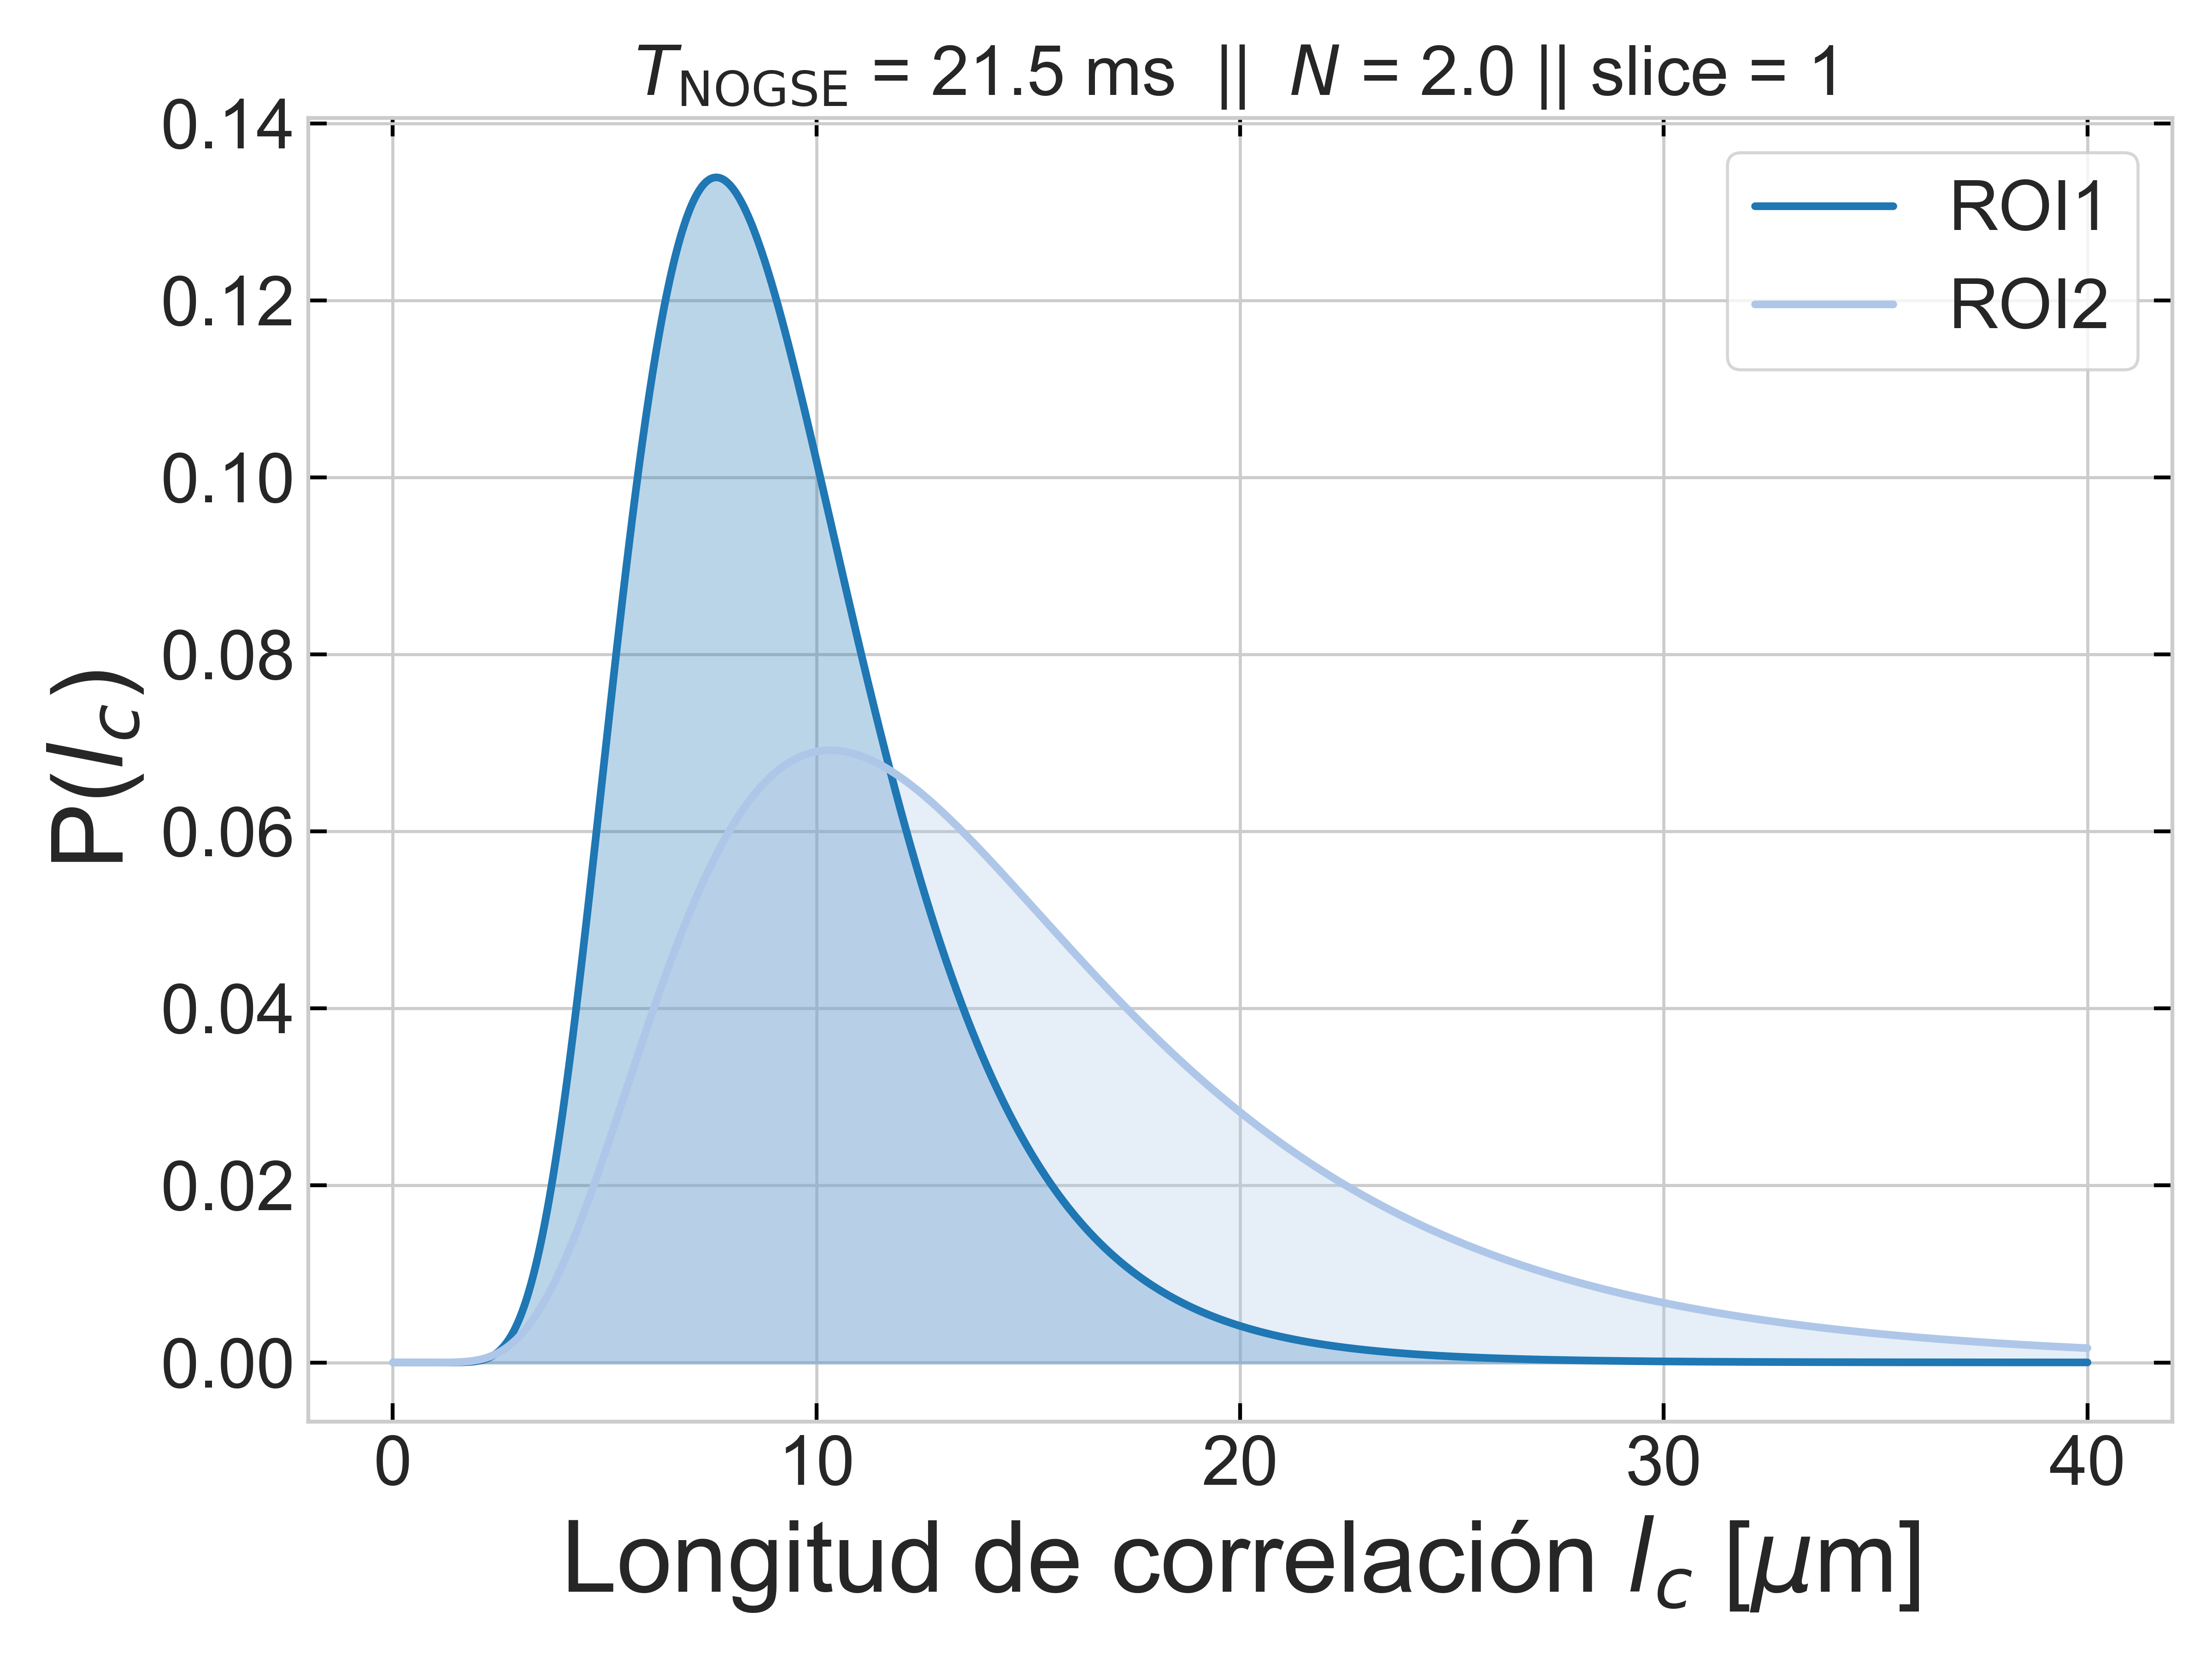 T_NOGSE = 21.5 ms || N = 2.0 || slice = 1
ROI1
ROI2
P(l_c)
0.14
0.12
0.10
0.08
0.06
0.04
0.02
0.00
0 10 20 30 40
Longitud de correlación l_c [μm]